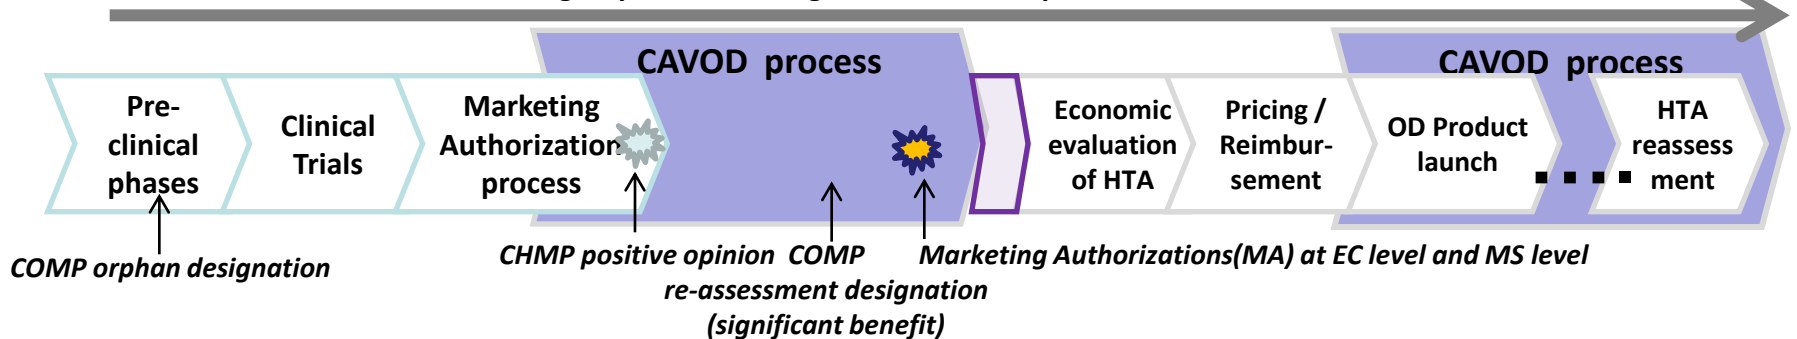 CAVOD process
CAVOD process
Pre-
clinical
phases
Clinical
Trials
Marketing
Authorization
process
Economic
evaluation
of HTA
Pricing /
Reimbur-
sement
OD Product
launch
HTA
reassess
ment
COMP orphan designation
CHMP positive opinion
COMP
re-assessment designation
(significant benefit)
Marketing Authorizations(MA) at EC level and MS level